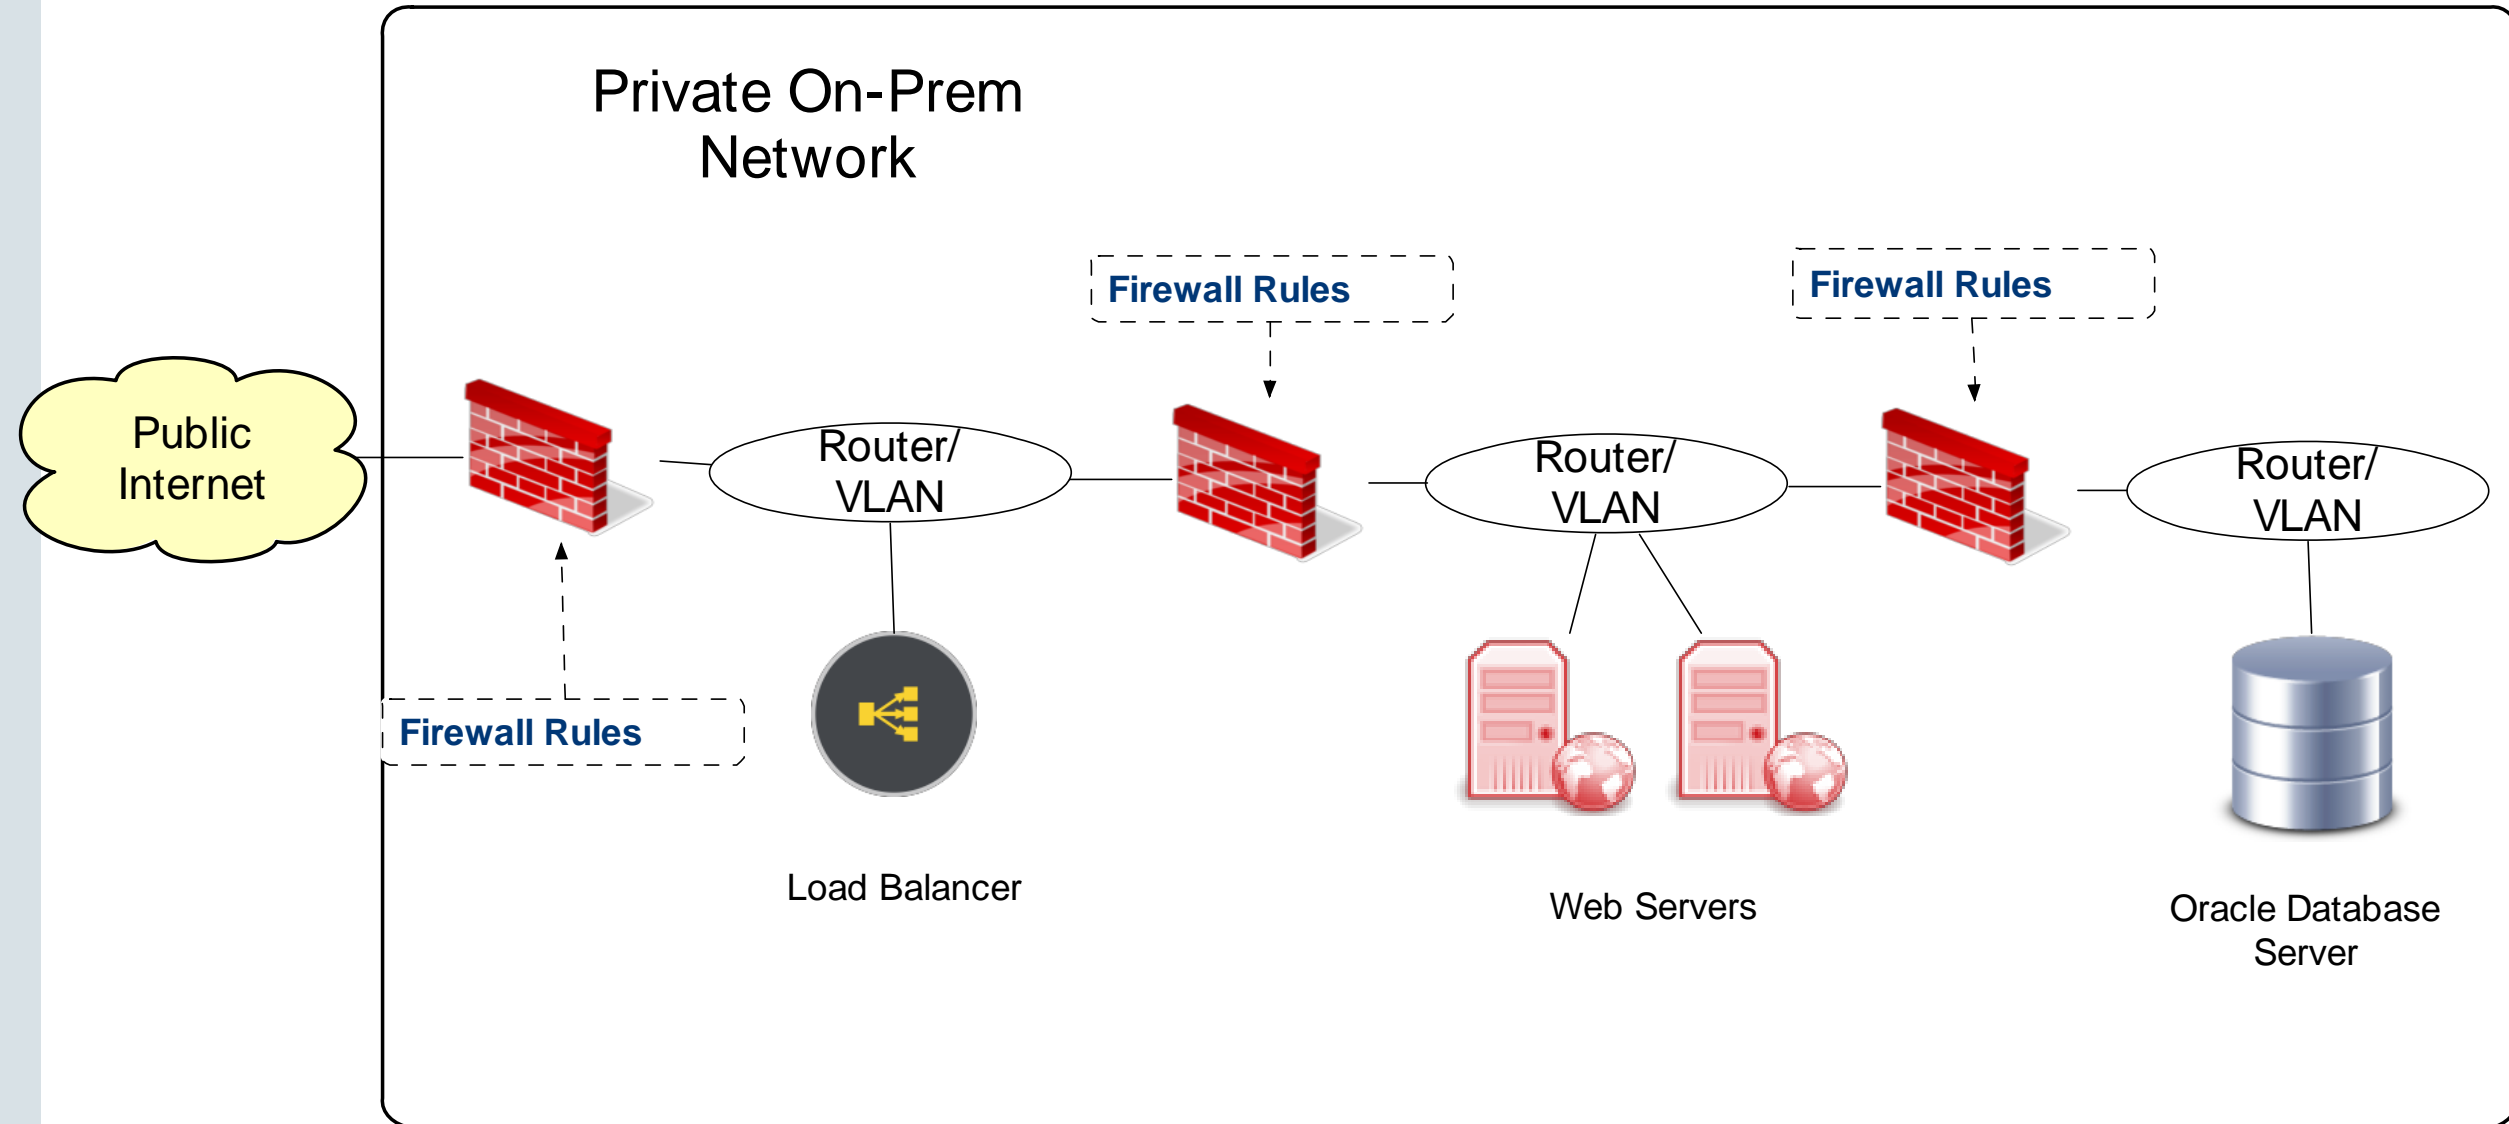 Private On-Prem
Network
Firewall Rules
Firewall Rules
Public
Internet
Router/
VLAN
Router/
VLAN
Router/
VLAN
Firewall Rules
Load Balancer
Web Servers
Oracle Database
Server